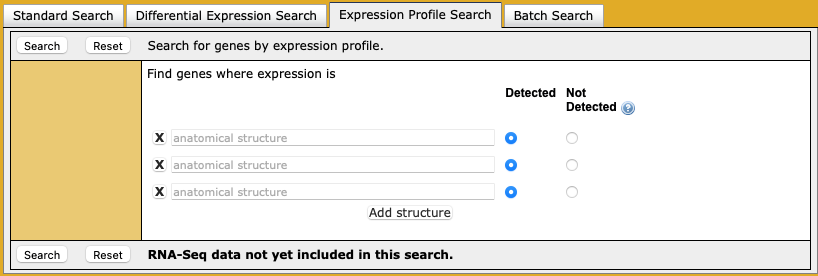 Standard Search Differential Expression Search Expression Profile Search Batch Search
Search Reset Search for genes by expression profile.
Find genes where expression is
Detected Not Detected ?
X anatomical structure
X anatomical structure
X anatomical structure
Add structure
Search Reset RNA-Seq data not yet included in this search.